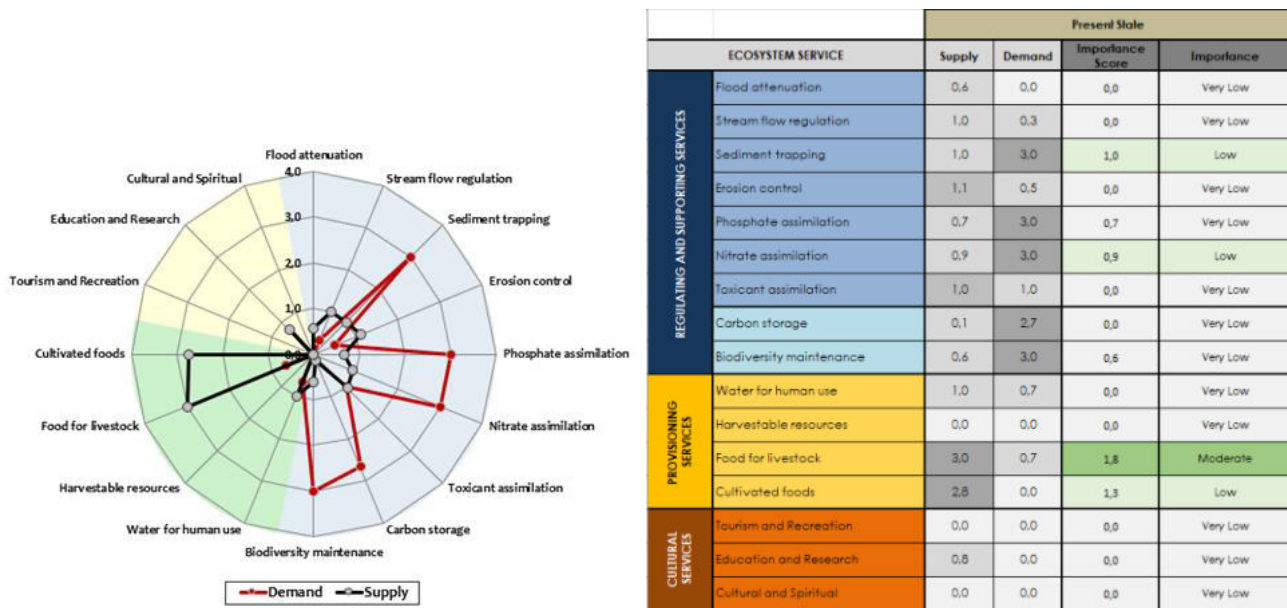 Flood attenuation
Cultural and Spiritual
Stream flow regulation
Education and Research
Sediment trapping
Tourism and Recreation
Erosion control
Cultivated foods
Phosphate assimilation
Food for livestock
Nitrate assimilation
Harvestable resources
Toxicant assimilation
Water for human use
Carbon storage
Biodiversity maintenance
4,0
3,0
2,0
1,0
0,0
Demand Supply
Present State
ECOSYSTEM SERVICE Supply Demand Importance Score Importance
REGULATING AND SUPPORTING SERVICES
Flood attenuation 0,6 0,0 0,0 Very Low
Stream flow regulation 1,0 0,3 0,0 Very Low
Sediment trapping 1,0 3,0 1,0 Low
Erosion control 1,1 0,5 0,0 Very Low
Phosphate assimilation 0,7 3,0 0,7 Very Low
Nitrate assimilation 0,9 3,0 0,9 Low
Toxicant assimilation 1,0 1,0 0,0 Very Low
Carbon storage 0,1 2,7 0,0 Very Low
Biodiversity maintenance 0,6 3,0 0,6 Very Low
PROVISIONING SERVICES
Water for human use 1,0 0,7 0,0 Very Low
Harvestable resources 0,0 0,0 0,0 Very Low
Food for livestock 3,0 0,7 1,8 Moderate
Cultivated foods 2,8 0,0 1,3 Low
CULTURAL SERVICES
Tourism and Recreation 0,0 0,0 0,0 Very Low
Education and Research 0,8 0,0 0,0 Very Low
Cultural and Spiritual 0,0 0,0 0,0 Very Low